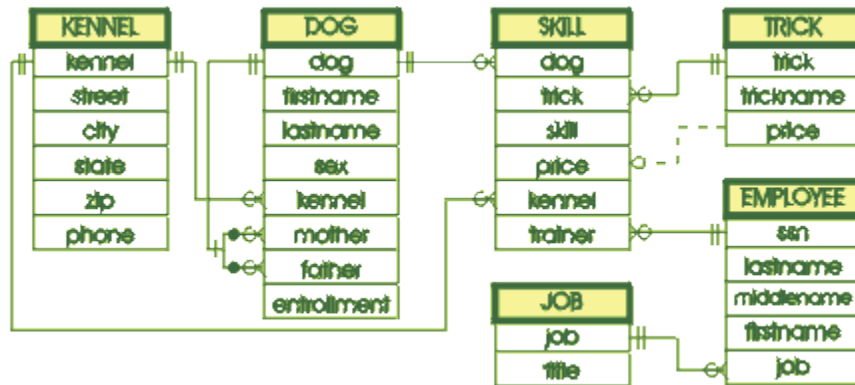 KENNEL
kennel
street
city
state
zip
phone
DOG
dog
firstname
lastname
sex
kennel
mother
father
entrollment
SKILL
dog
trick
skill
price
kennel
trainer
TRICK
trick
trickname
price
EMPLOYEE
ssn
lastname
middlename
firstname
job
JOB
job
title